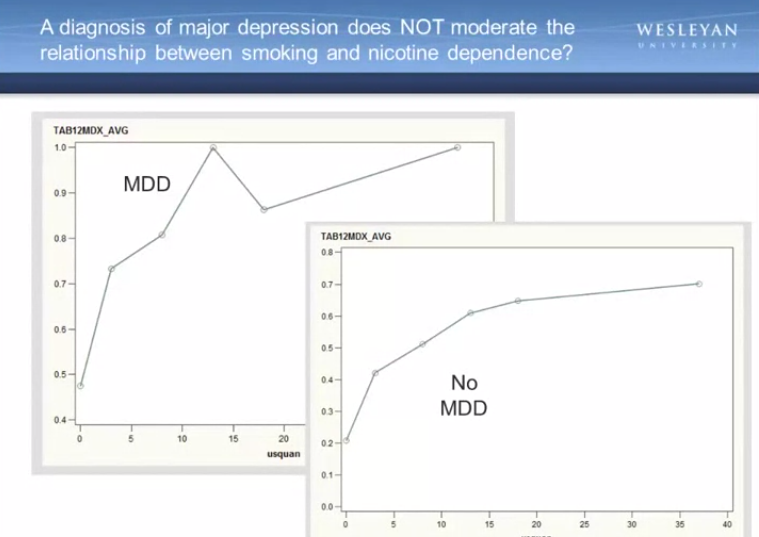 A diagnosis of major depression does NOT moderate the
relationship between smoking and nicotine dependence?
WESLEYAN
UNIVERSITY
TAB12MDX_AVG
1.0
MDD
0.9
0.8
0.7
0.6
0.5
0.4
0 5 10 15 20
usquan
TAB12MDX_AVG
0.8
0.7
0.6
0.5
0.4
No
MDD
0.3
0.2
0.1
0.0
0 5 10 15 20 25 30 35 40